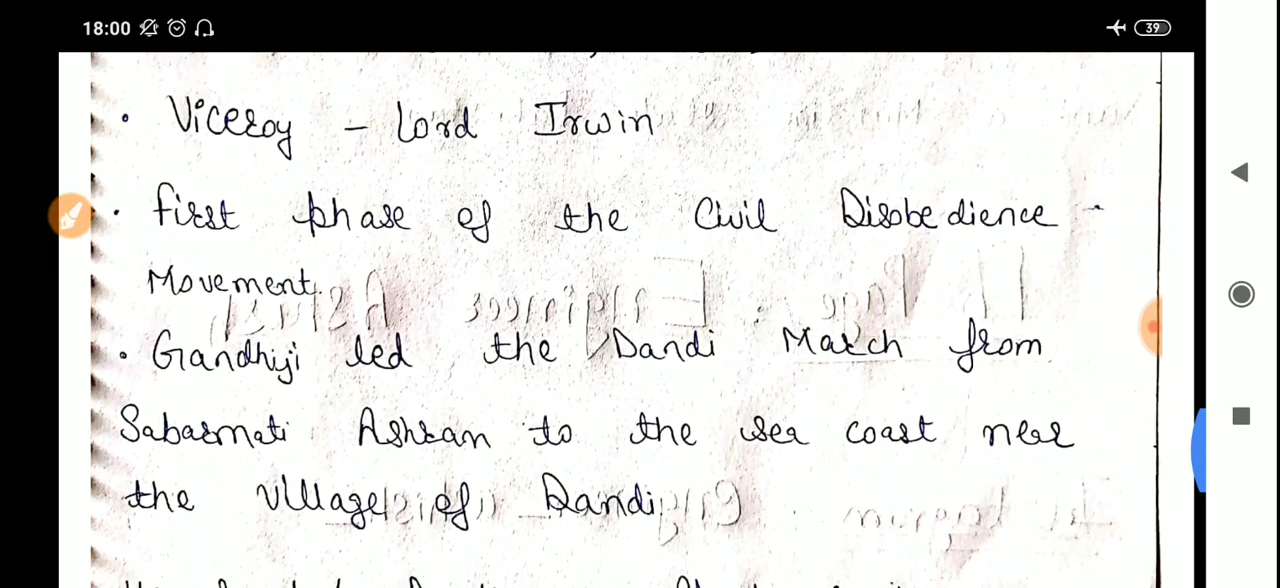 18:00
39
• Viceroy - Lord Irwin
• first phase of the Civil Disobedience -
Movement.
• Gandhiji led the Dandi March from
Sabarmati Ashram to the sea coast near
the village of Dandi